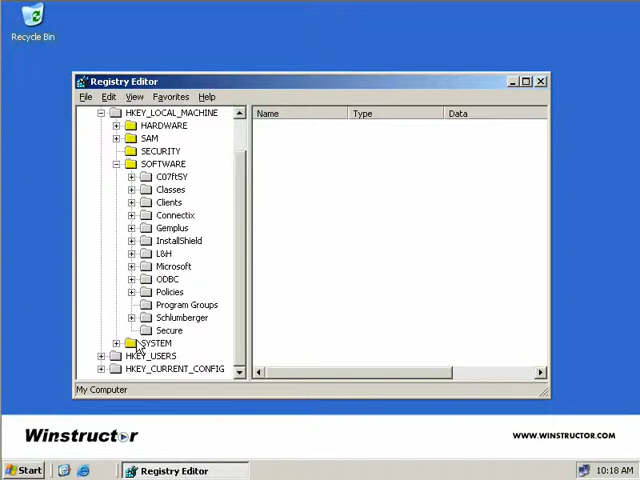 Recycle Bin
Registry Editor
File Edit View Favorites Help
HKEY_LOCAL_MACHINE
HARDWARE
SAM
SECURITY
SOFTWARE
C07ft5Y
Classes
Clients
Connectix
Gemplus
InstallShield
L&H
Microsoft
ODBC
Policies
Program Groups
Schlumberger
Secure
SYSTEM
HKEY_USERS
HKEY_CURRENT_CONFIG
Name Type Data
My Computer
Winstructor
WWW.WINSTRUCTOR.COM
Start
Registry Editor
10:18 AM